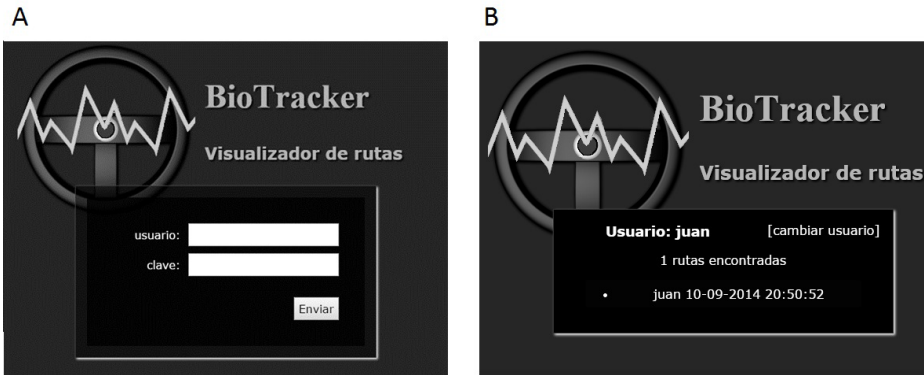 A
BioTracker
Visualizador de rutas
usuario:
clave:
Enviar
B
BioTracker
Visualizador de rutas
Usuario: juan [cambiar usuario]
1 rutas encontradas
• juan 10-09-2014 20:50:52